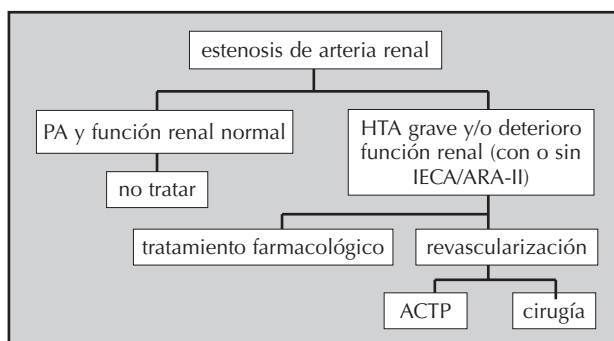 estenosis de arteria renal
PA y función renal normal
HTA grave y/o deterioro
función renal (con o sin
IECA/ARA-II)
no tratar
tratamiento farmacológico
revascularización
ACTP
cirugía